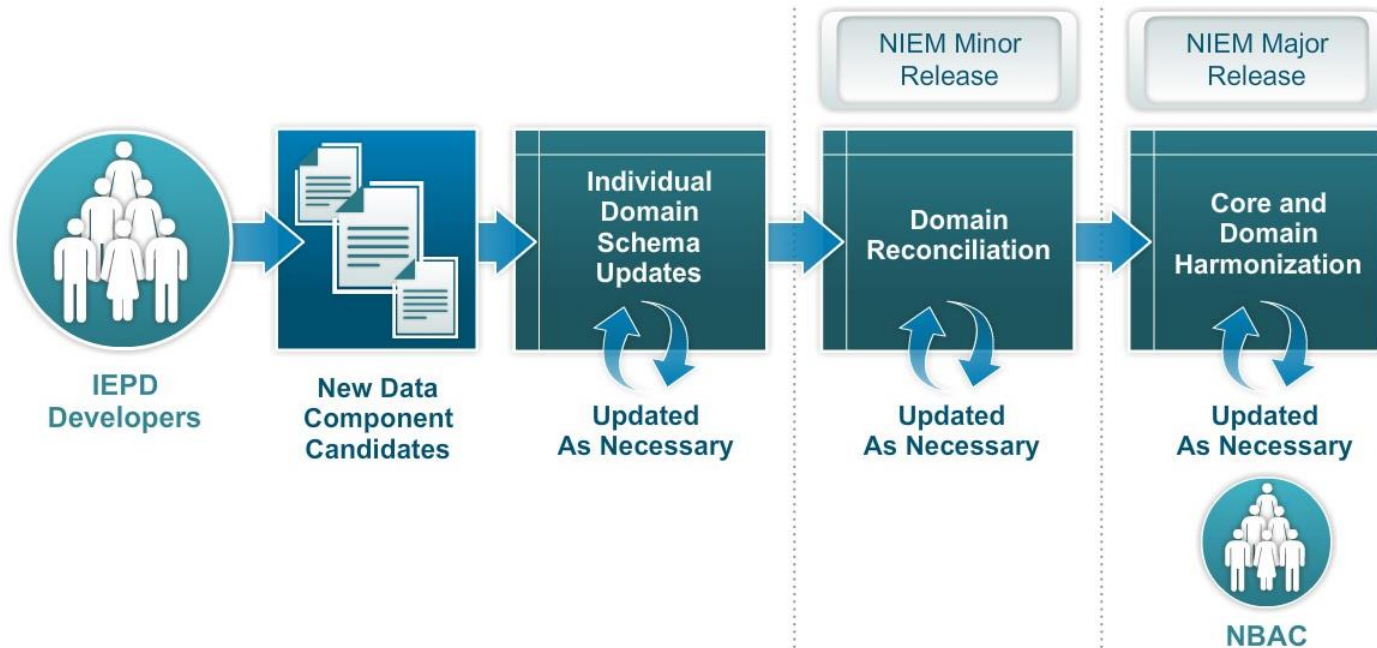 NIEM Minor
Release
NIEM Major
Release
Individual
Domain
Schema
Updates
Domain
Reconciliation
Core and
Domain
Harmonization
IEPD
Developers
New Data
Component
Candidates
Updated
As Necessary
Updated
As Necessary
Updated
As Necessary
NBAC